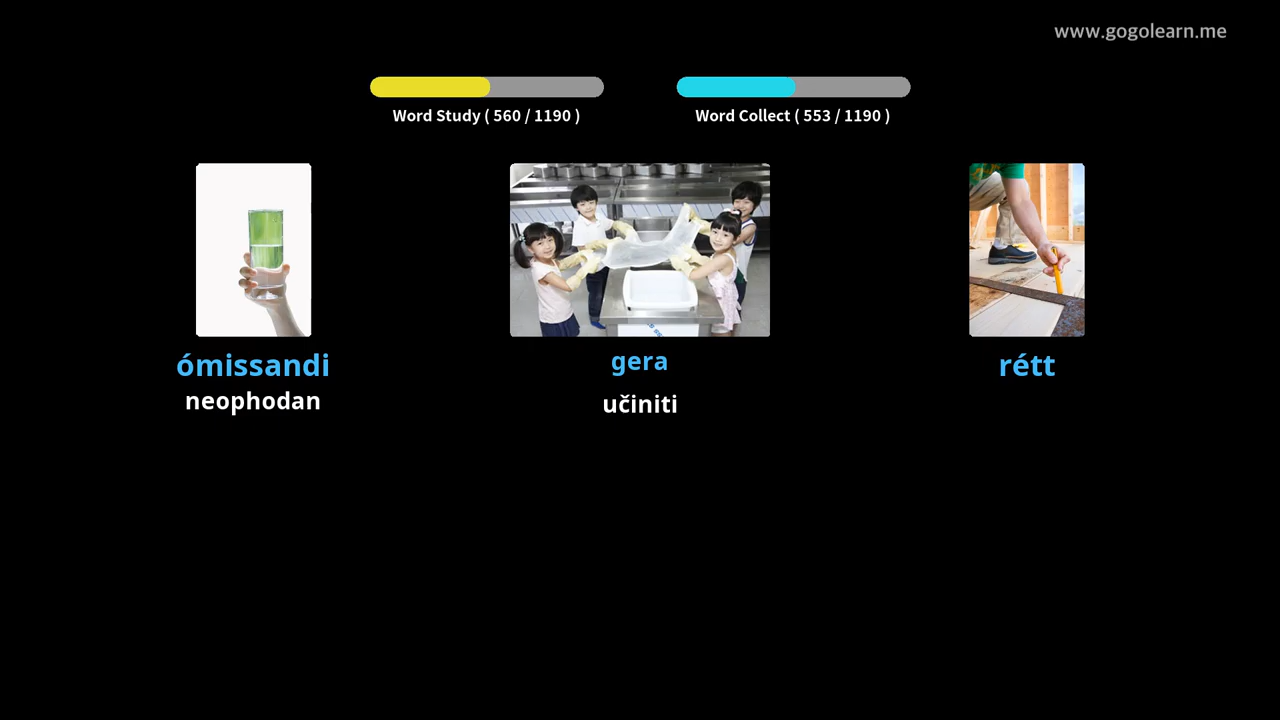 www.gogolearn.me
Word Study ( 560 / 1190 )
Word Collect ( 553 / 1190 )
ómissandi
neophodan
gera
učiniti
rétt